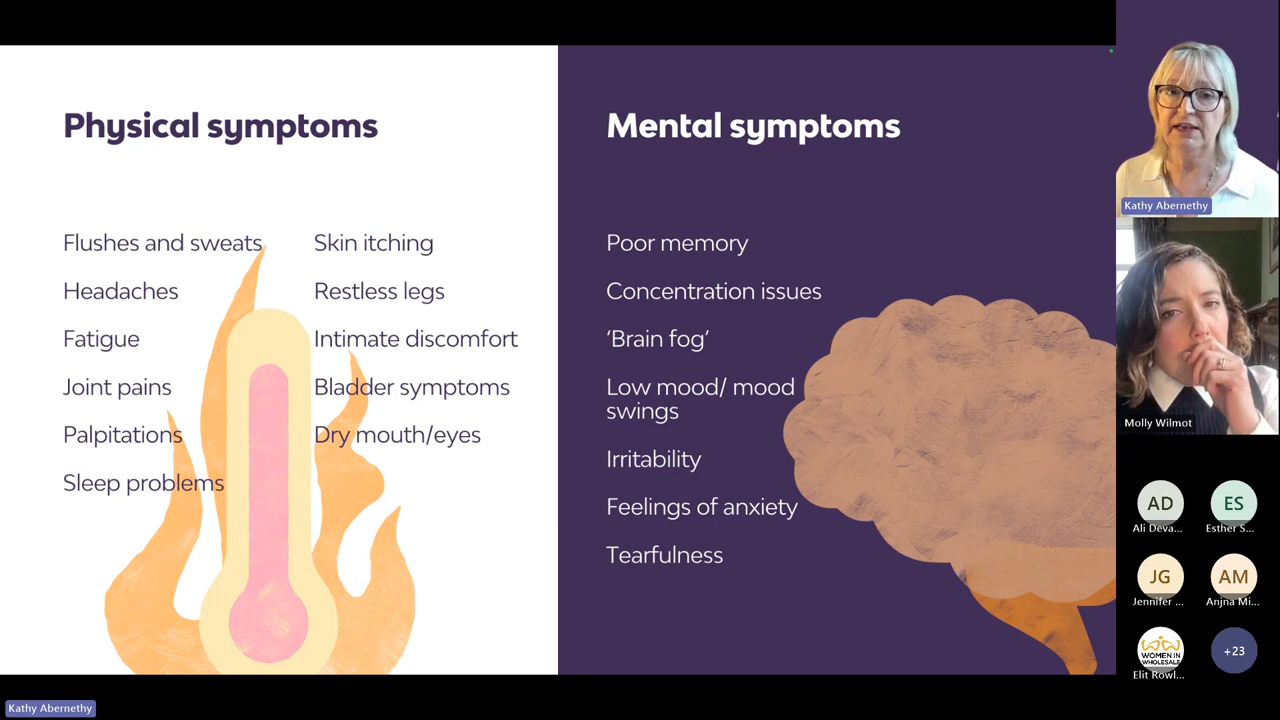 Physical symptoms
Flushes and sweats
Headaches
Fatigue
Joint pains
Palpitations
Sleep problems
Skin itching
Restless legs
Intimate discomfort
Bladder symptoms
Dry mouth/eyes
Mental symptoms
Poor memory
Concentration issues
‘Brain fog’
Low mood/ mood
swings
Irritability
Feelings of anxiety
Tearfulness
Kathy Abernethy
Molly Wilmot
AD
Ali Deva...
ES
Esther S...
JG
Jennifer ...
AM
Anjna Mi...
WOMEN IN
WHOLESALE
Elit Rowl...
+23
Kathy Abernethy